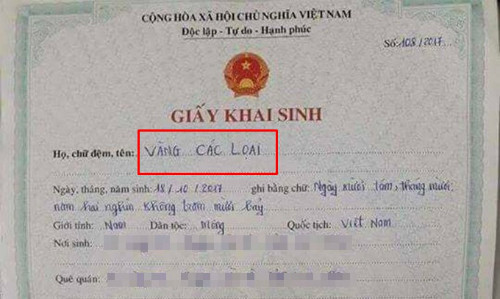 CỘNG HÒA XÃ HỘI CHỦ NGHĨA VIỆT NAM
Độc lập - Tự do - Hạnh phúc
Số: 108 / 2017
GIẤY KHAI SINH
Họ, chữ đệm, tên: VÀNG CÁC LOẠI
Ngày, tháng, năm sinh: 18 / 10 / 2017 ghi bằng chữ: Ngày mười tám, tháng mười
năm hai nghìn không trăm mười bảy
Giới tính: Nam Dân tộc: Mông Quốc tịch: Việt Nam
Nơi sinh:
Quê quán: